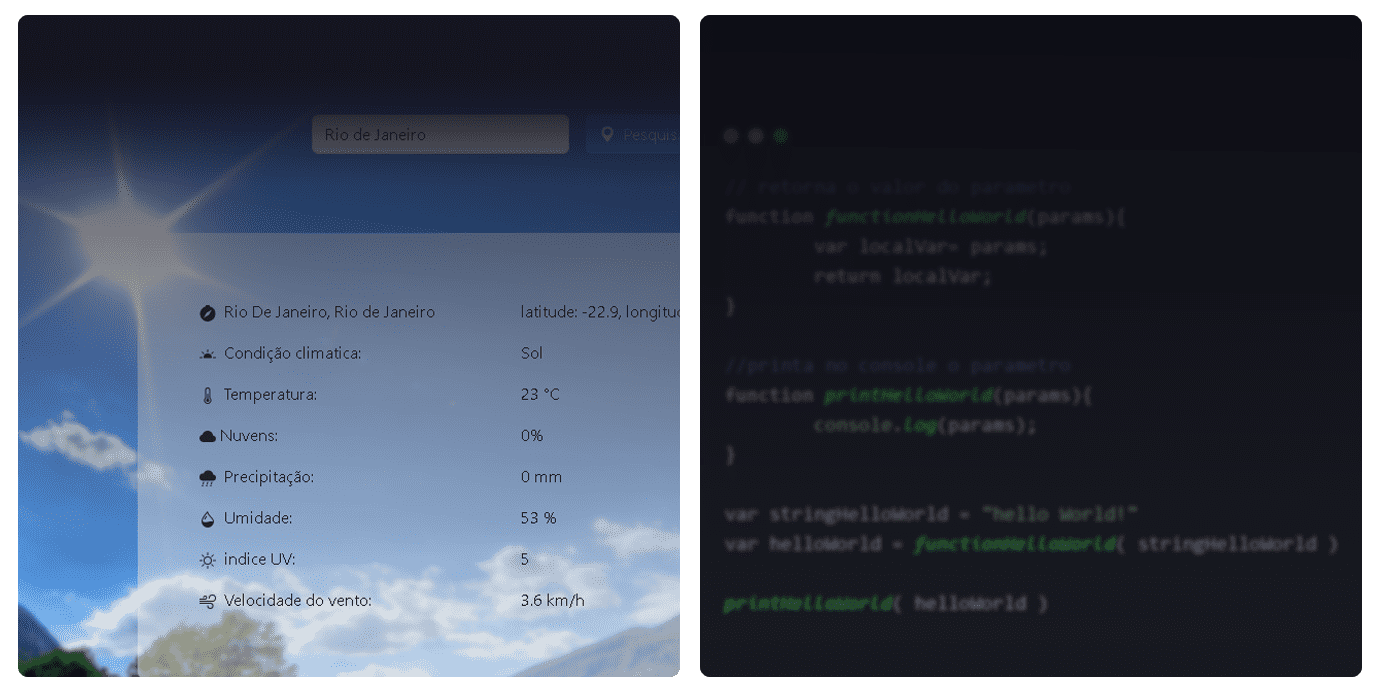 Rio de Janeiro
Pesquis
Rio De Janeiro, Rio de Janeiro latitude: -22.9, longitud
Condição climatica: Sol
Temperatura: 23 °C
Nuvens: 0%
Precipitação: 0 mm
Umidade: 53 %
indice UV: 5
Velocidade do vento: 3.6 km/h
// retorna o valor do parametro
function functionHelloWorld(params){
var localVar= params;
return localVar;
}
//printa no console o parametro
function printHelloWorld(params){
console.log(params);
}
var stringHelloWorld = "hello World!"
var helloWorld = functionHelloWorld( stringHelloWorld )
printHelloWorld( helloWorld )